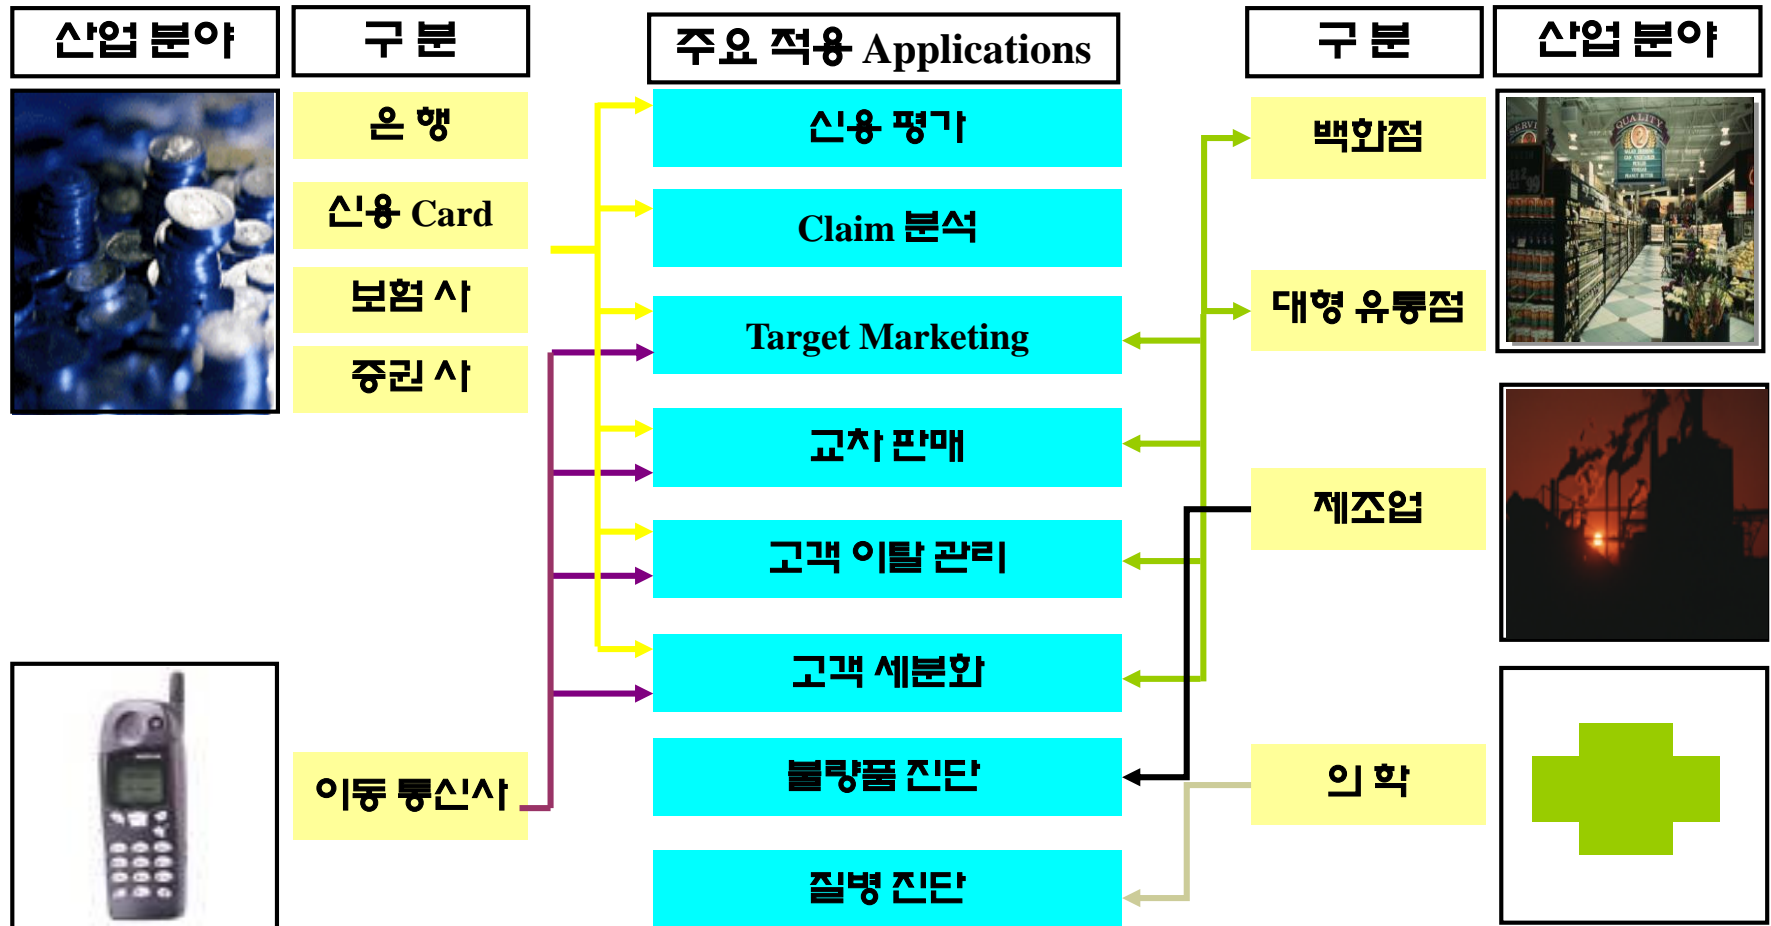 산업 분야
구 분
주요 적용 Applications
구 분
산업 분야
은 행
신용 Card
보험 사
증권 사
이동 통신사
신용 평가
Claim 분석
Target Marketing
교차 판매
고객 이탈 관리
고객 세분화
불량품 진단
질병 진단
백화점
대형 유통점
제조업
의 학
QUALITY